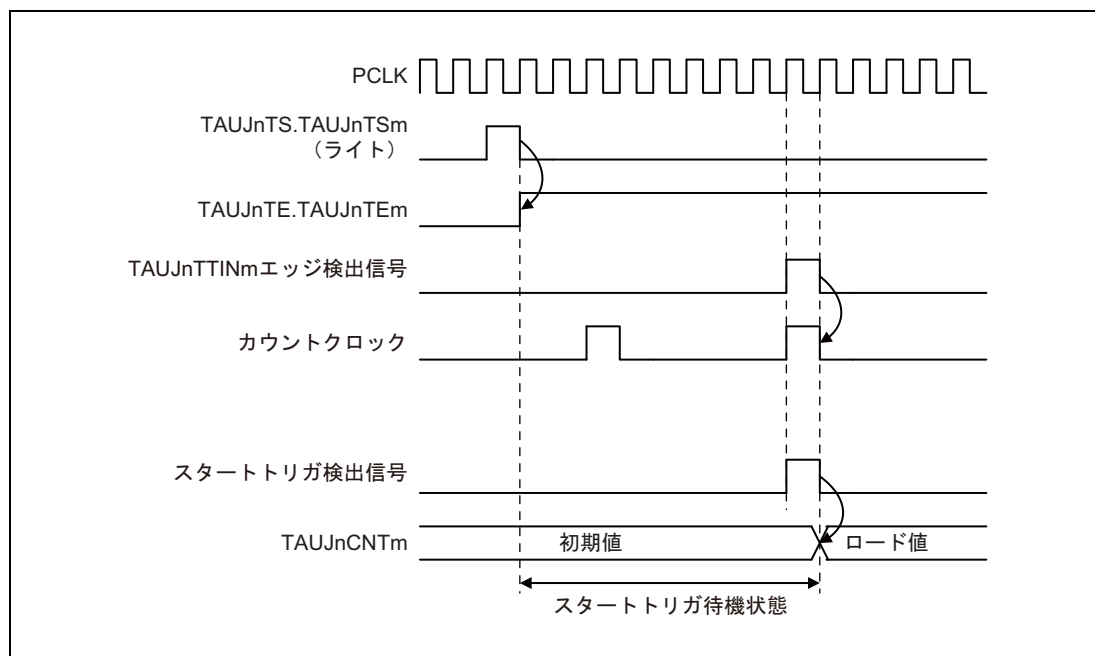 PCLK
TAUJnTS.TAUJnTSm
（ライト）
TAUJnTE.TAUJnTEm
TAUJnTTINmエッジ検出信号
カウントクロック
スタートトリガ検出信号
TAUJnCNTm
初期値
ロード値
スタートトリガ待機状態